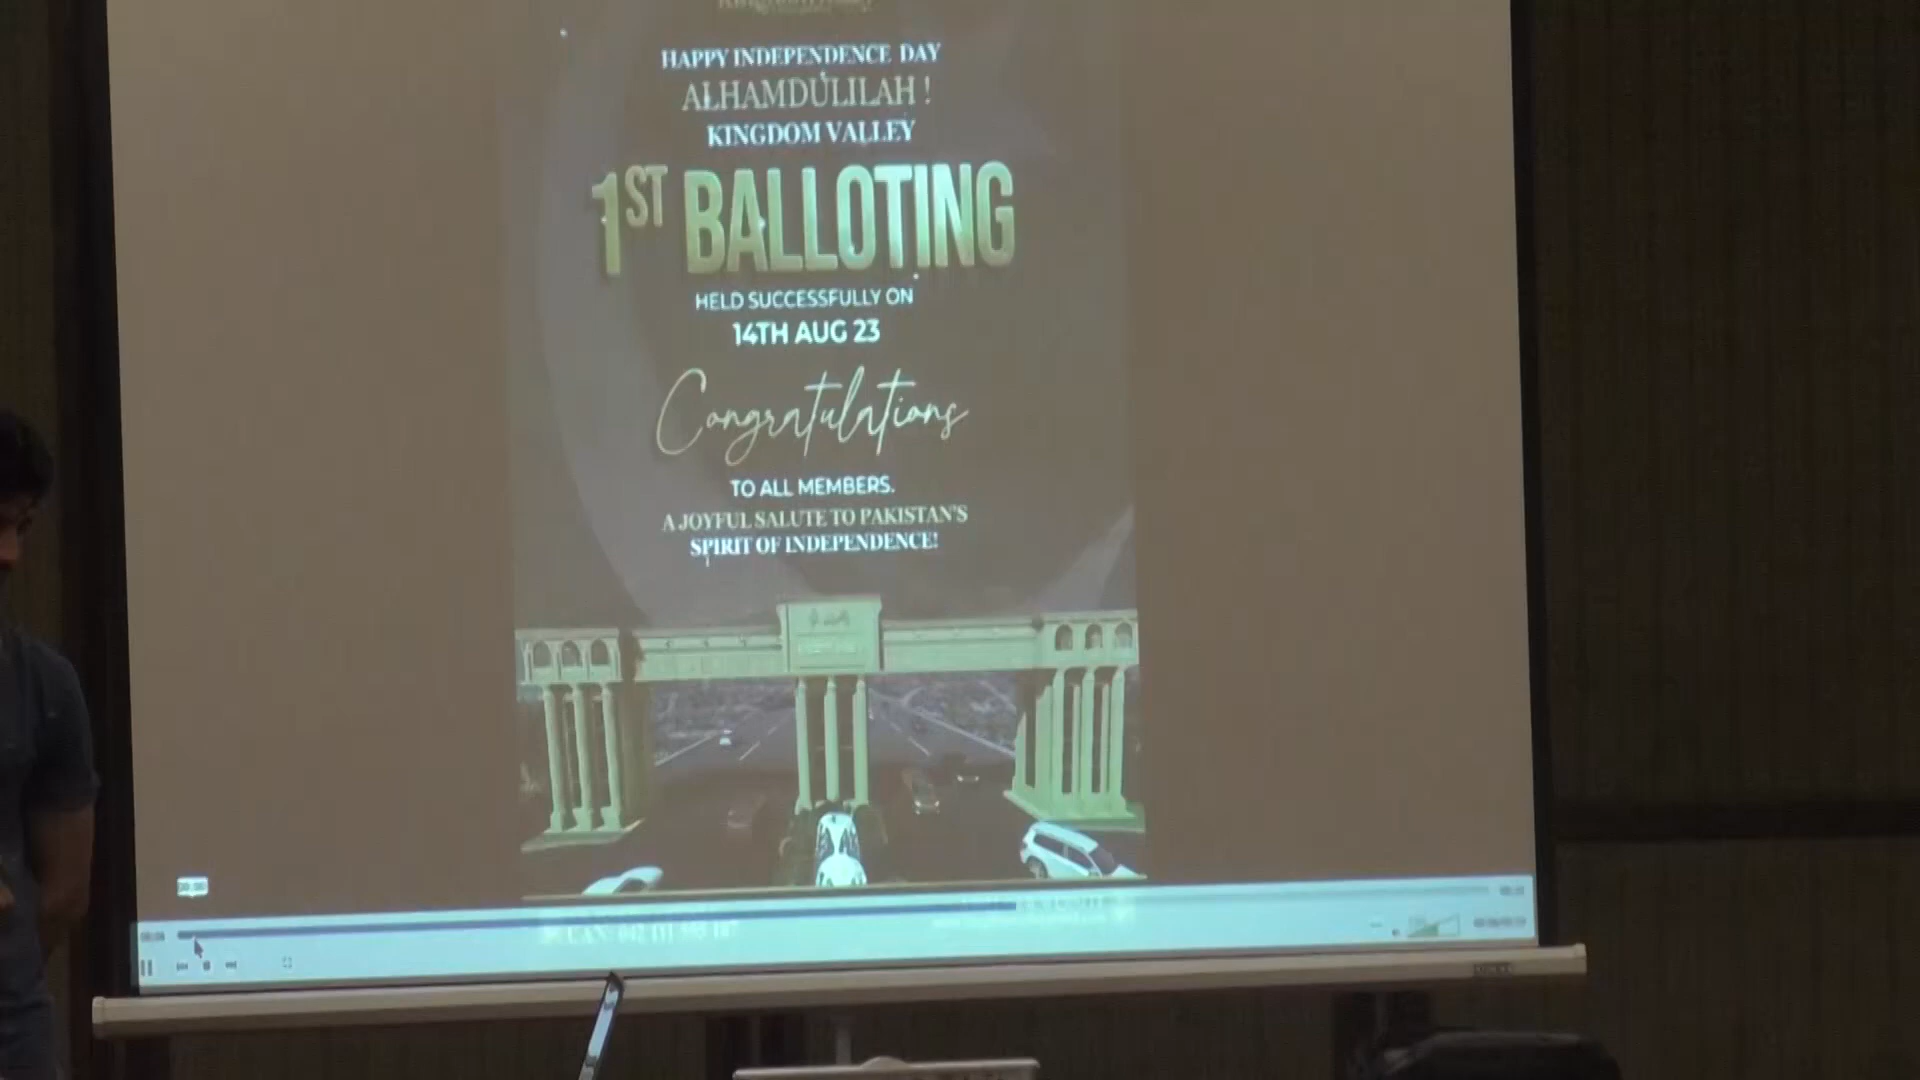 HAPPY INDEPENDENCE DAY
ALHAMDULILAH !
KINGDOM VALLEY
1ST BALLOTING
HELD SUCCESSFULLY ON
14TH AUG 23
Congratulations
TO ALL MEMBERS.
A JOYFUL SALUTE TO PAKISTAN'S
SPIRIT OF INDEPENDENCE!